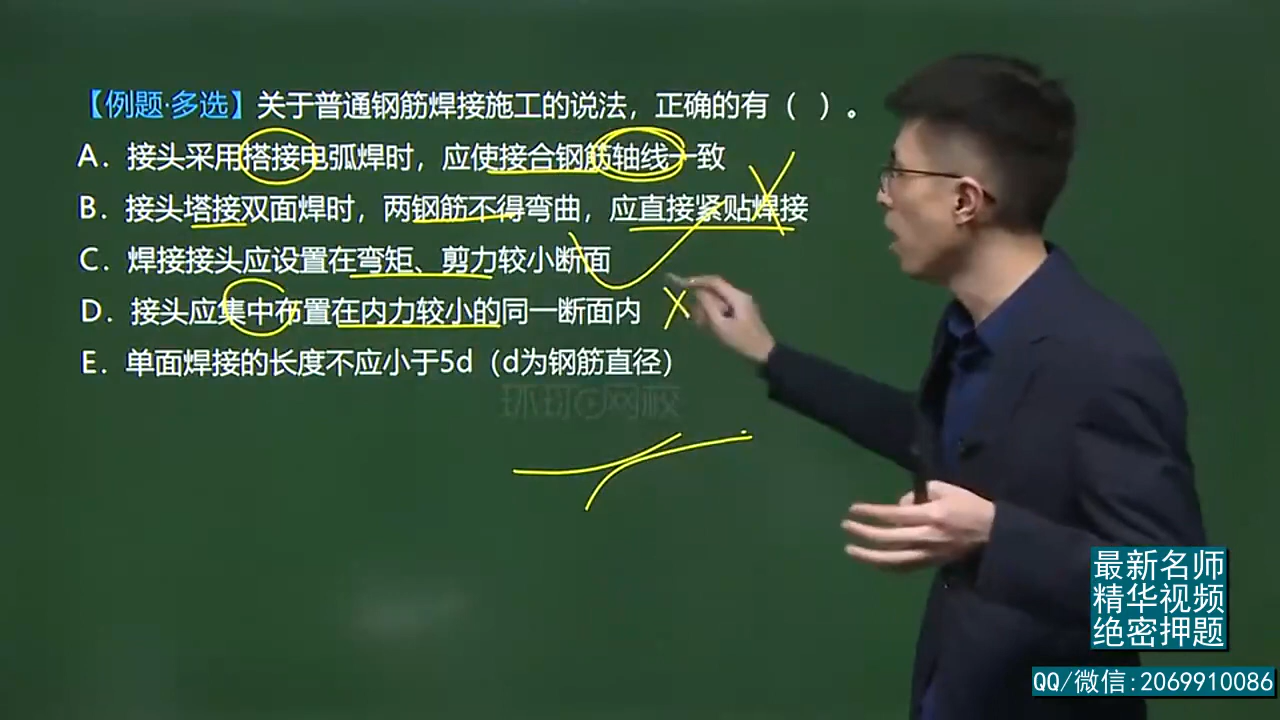 【例题·多选】关于普通钢筋焊接施工的说法，正确的有（ ）。
A．接头采用搭接电弧焊时，应使接合钢筋轴线一致
B．接头塔接双面焊时，两钢筋不得弯曲，应直接紧贴焊接
C．焊接接头应设置在弯矩、剪力较小断面
D．接头应集中布置在内力较小的同一断面内
E．单面焊接的长度不应小于5d（d为钢筋直径）
环球网校
最新名师
精华视频
绝密押题
QQ/微信:2069910086